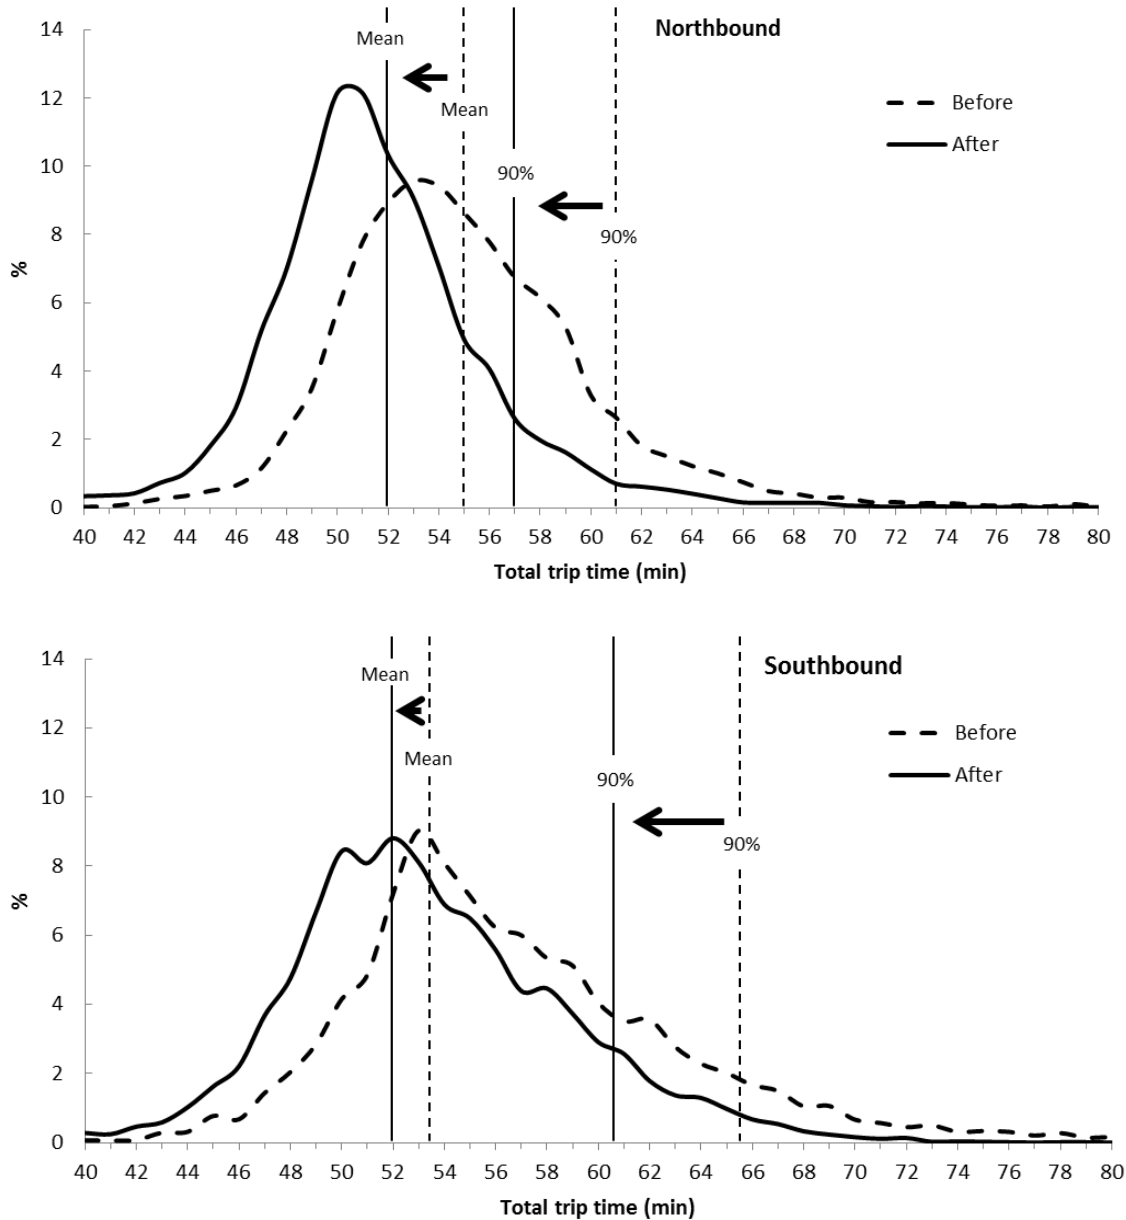 Northbound
14
12
10
8
6
4
2
0
%
Mean
Mean
90%
90%
Before
After
40 42 44 46 48 50 52 54 56 58 60 62 64 66 68 70 72 74 76 78 80
Total trip time (min)
Southbound
14
12
10
8
6
4
2
0
%
Mean
Mean
90%
90%
Before
After
40 42 44 46 48 50 52 54 56 58 60 62 64 66 68 70 72 74 76 78 80
Total trip time (min)